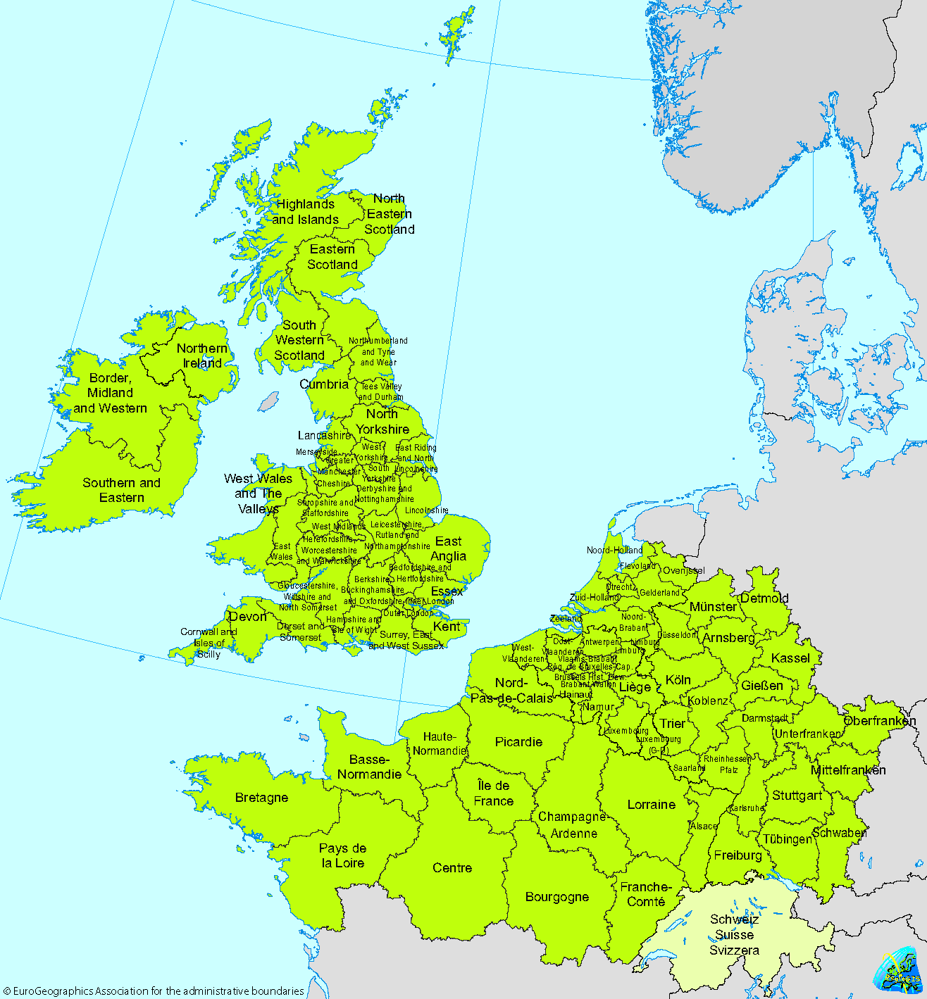 North
Eastern
Scotland
Highlands
and Islands
Eastern
Scotland
South
Western
Scotland
Northumberland
and Tyne
and Wear
Northern
Ireland
Border,
Midland
and Western
Cumbria
Tees Valley
and Durham
North
Yorkshire
Lancashire
West
Yorkshire
East Riding
and North
Lincolnshire
Merseyside
Greater
Manchester
South
Yorkshire
Cheshire
Southern and
Eastern
West Wales
and The
Valleys
Derbyshire and
Nottinghamshire
Shropshire and
Staffordshire
Lincolnshire
West Midlands
Leicestershire,
Rutland and
Northamptonshire
Herefordshire,
Worcestershire
and Warwickshire
East
Wales
East
Anglia
Bedfordshire and
Hertfordshire
Berkshire,
Buckinghamshire
and Oxfordshire
Essex
Inner London
Outer London
Gloucestershire,
Wiltshire and
North Somerset
Devon
Dorset and
Somerset
Hampshire and
Isle of Wight
Kent
Surrey, East
and West Sussex
Cornwall and
Isles of
Scilly
Noord-Holland
Flevoland
Overijssel
Utrecht
Gelderland
Zuid-Holland
Zeeland
Noord-
Brabant
Münster
Detmold
Düsseldorf
Arnsberg
Kassel
West-
Vlaanderen
Oost-
Vlaanderen
Antwerpen
Limburg
Limburg
Vlaams-Brabant
Rég. de Bruxelles-Cap.
Brussels Hfst. Gew.
Brabant Wallon
Hainaut
Liège
Namur
Köln
Gießen
Koblenz
Nord-
Pas-de-Calais
Luxembourg
Luxembourg
(G-D)
Trier
Darmstadt
Unterfranken
Oberfranken
Haute-
Normandie
Picardie
Basse-
Normandie
Saarland
Rheinhessen-
Pfalz
Mittelfranken
Bretagne
Île de
France
Lorraine
Karlsruhe
Stuttgart
Champagne-
Ardenne
Alsace
Tübingen
Schwaben
Pays de
la Loire
Centre
Freiburg
Bourgogne
Franche-
Comté
Schweiz
Suisse
Svizzera
© EuroGeographics Association for the administrative boundaries